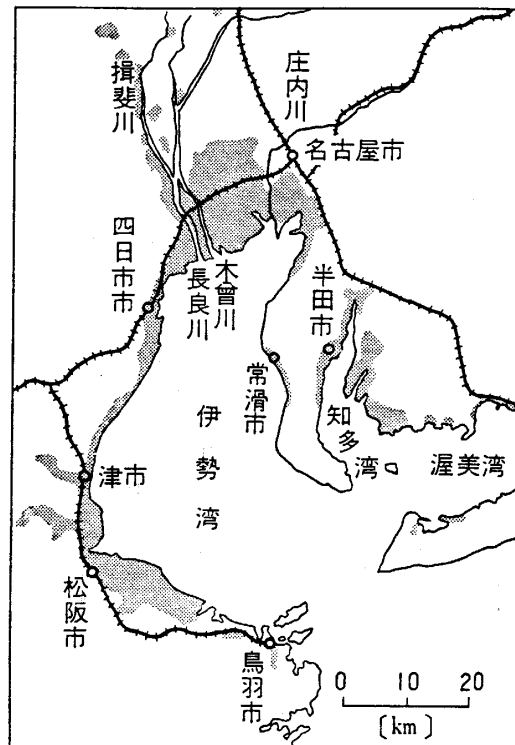 揖斐川
庄内川
名古屋市
四日市市
木曾川
長良川
半田市
常滑市
伊勢湾
知多湾
渥美湾
津市
松阪市
鳥羽市
0 10 20
〔km〕